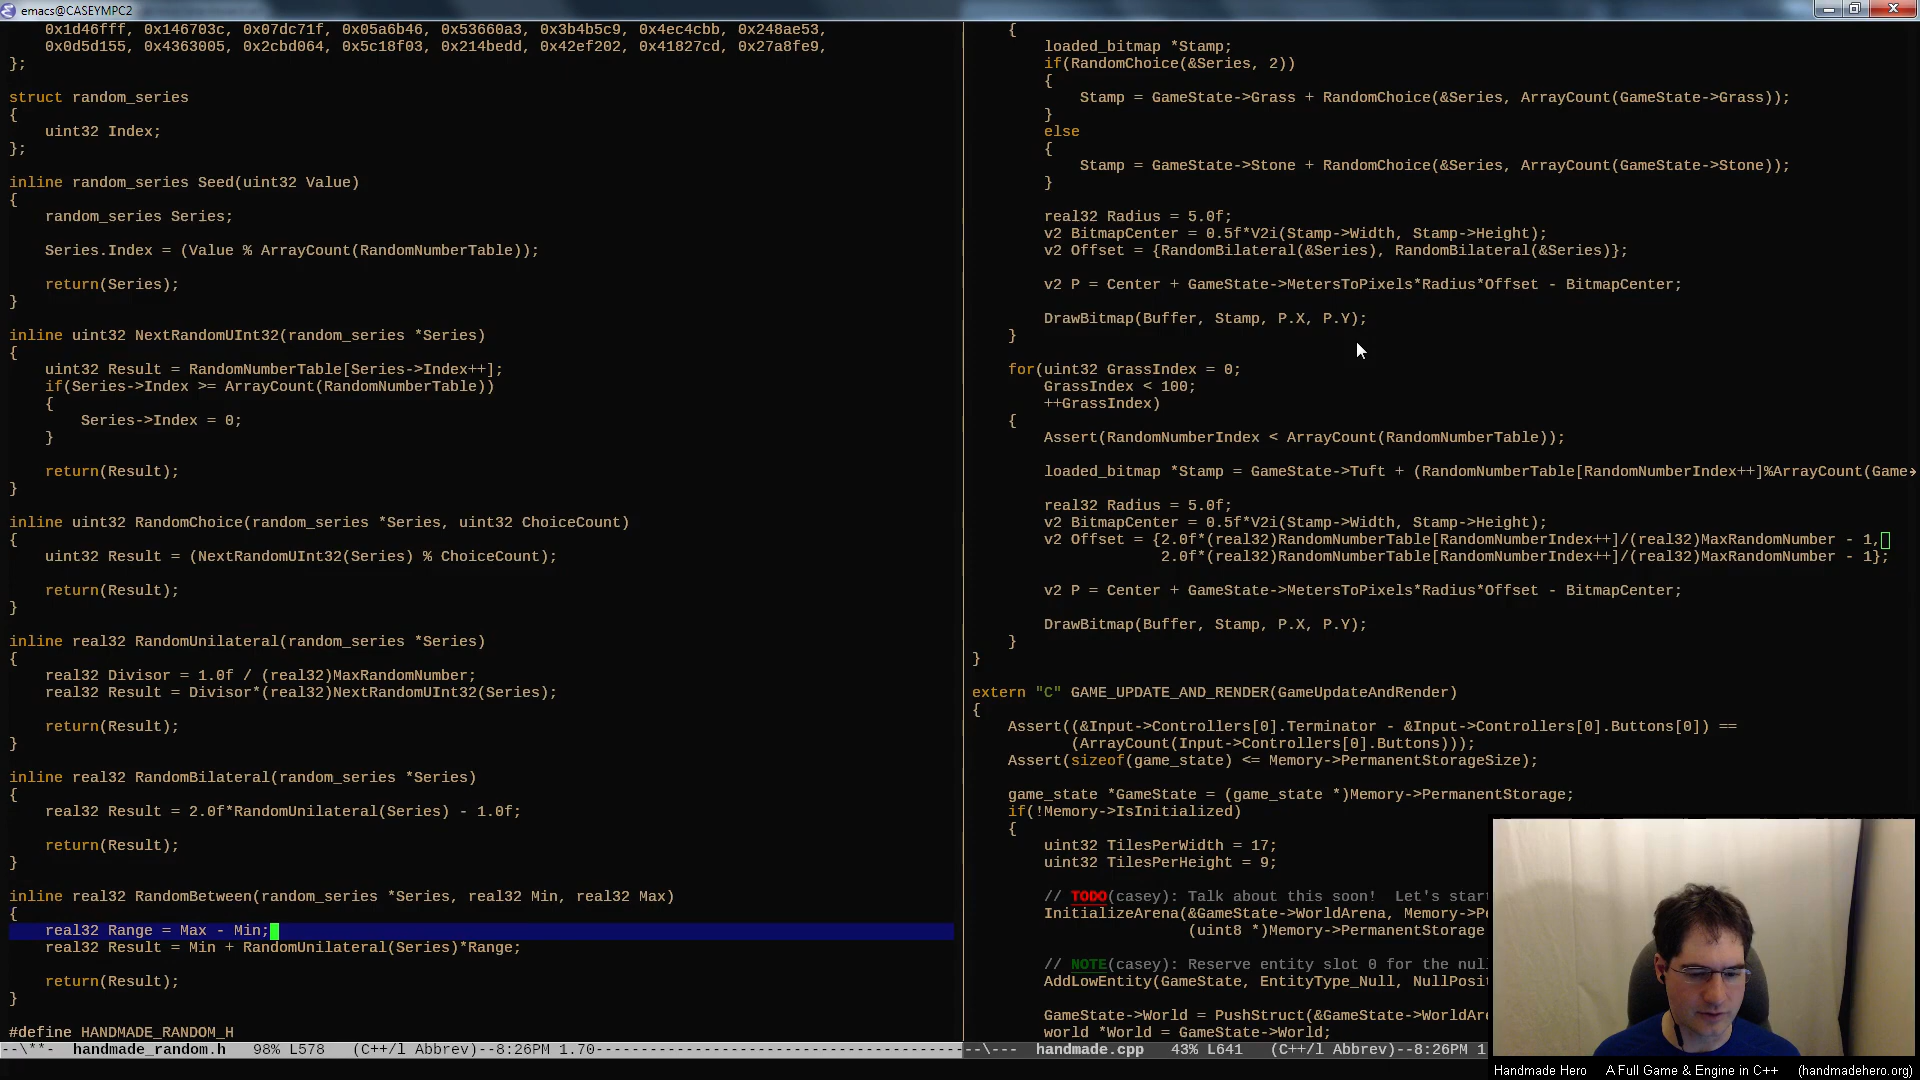 emacs@CASEYMPC2
0x1d46fff, 0x146703c, 0x07dc71f, 0x05a6b46, 0x53660a3, 0x3b4b5c9, 0x4ec4cbb, 0x248ae53,
0x0d5d155, 0x4363005, 0x2cbd064, 0x5c18f03, 0x214bedd, 0x42ef202, 0x41827cd, 0x27a8fe9,
};
struct random_series
{
uint32 Index;
};
inline random_series Seed(uint32 Value)
{
random_series Series;
Series.Index = (Value % ArrayCount(RandomNumberTable));
return(Series);
}
inline uint32 NextRandomUInt32(random_series *Series)
{
uint32 Result = RandomNumberTable[Series->Index++];
if(Series->Index >= ArrayCount(RandomNumberTable))
{
Series->Index = 0;
}
return(Result);
}
inline uint32 RandomChoice(random_series *Series, uint32 ChoiceCount)
{
uint32 Result = (NextRandomUInt32(Series) % ChoiceCount);
return(Result);
}
inline real32 RandomUnilateral(random_series *Series)
{
real32 Divisor = 1.0f / (real32)MaxRandomNumber;
real32 Result = Divisor*(real32)NextRandomUInt32(Series);
return(Result);
}
inline real32 RandomBilateral(random_series *Series)
{
real32 Result = 2.0f*RandomUnilateral(Series) - 1.0f;
return(Result);
}
inline real32 RandomBetween(random_series *Series, real32 Min, real32 Max)
{
real32 Range = Max - Min;
real32 Result = Min + RandomUnilateral(Series)*Range;
return(Result);
}
#define HANDMADE_RANDOM_H
--\**-  handmade_random.h   98% L578   (C++/l Abbrev)--8:26PM 1.70
{
loaded_bitmap *Stamp;
if(RandomChoice(&Series, 2))
{
Stamp = GameState->Grass + RandomChoice(&Series, ArrayCount(GameState->Grass));
}
else
{
Stamp = GameState->Stone + RandomChoice(&Series, ArrayCount(GameState->Stone));
}
real32 Radius = 5.0f;
v2 BitmapCenter = 0.5f*V2i(Stamp->Width, Stamp->Height);
v2 Offset = {RandomBilateral(&Series), RandomBilateral(&Series)};
v2 P = Center + GameState->MetersToPixels*Radius*Offset - BitmapCenter;
DrawBitmap(Buffer, Stamp, P.X, P.Y);
}
for(uint32 GrassIndex = 0;
GrassIndex < 100;
++GrassIndex)
{
Assert(RandomNumberIndex < ArrayCount(RandomNumberTable));
loaded_bitmap *Stamp = GameState->Tuft + (RandomNumberTable[RandomNumberIndex++]%ArrayCount(Game
real32 Radius = 5.0f;
v2 BitmapCenter = 0.5f*V2i(Stamp->Width, Stamp->Height);
v2 Offset = {2.0f*(real32)RandomNumberTable[RandomNumberIndex++]/(real32)MaxRandomNumber - 1,
2.0f*(real32)RandomNumberTable[RandomNumberIndex++]/(real32)MaxRandomNumber - 1};
v2 P = Center + GameState->MetersToPixels*Radius*Offset - BitmapCenter;
DrawBitmap(Buffer, Stamp, P.X, P.Y);
}
}
extern "C" GAME_UPDATE_AND_RENDER(GameUpdateAndRender)
{
Assert((&Input->Controllers[0].Terminator - &Input->Controllers[0].Buttons[0]) ==
(ArrayCount(Input->Controllers[0].Buttons)));
Assert(sizeof(game_state) <= Memory->PermanentStorageSize);
game_state *GameState = (game_state *)Memory->PermanentStorage;
if(!Memory->IsInitialized)
{
uint32 TilesPerWidth = 17;
uint32 TilesPerHeight = 9;
// TODO(casey): Talk about this soon!  Let's star
InitializeArena(&GameState->WorldArena, Memory->Pe
(uint8 *)Memory->PermanentStorage
// NOTE(casey): Reserve entity slot 0 for the nul
AddLowEntity(GameState, EntityType_Null, NullPosit
GameState->World = PushStruct(&GameState->WorldAre
world *World = GameState->World;
--\---  handmade.cpp   43% L641   (C++/l Abbrev)--8:26PM 1
Handmade Hero   A Full Game & Engine in C++   (handmadehero.org)